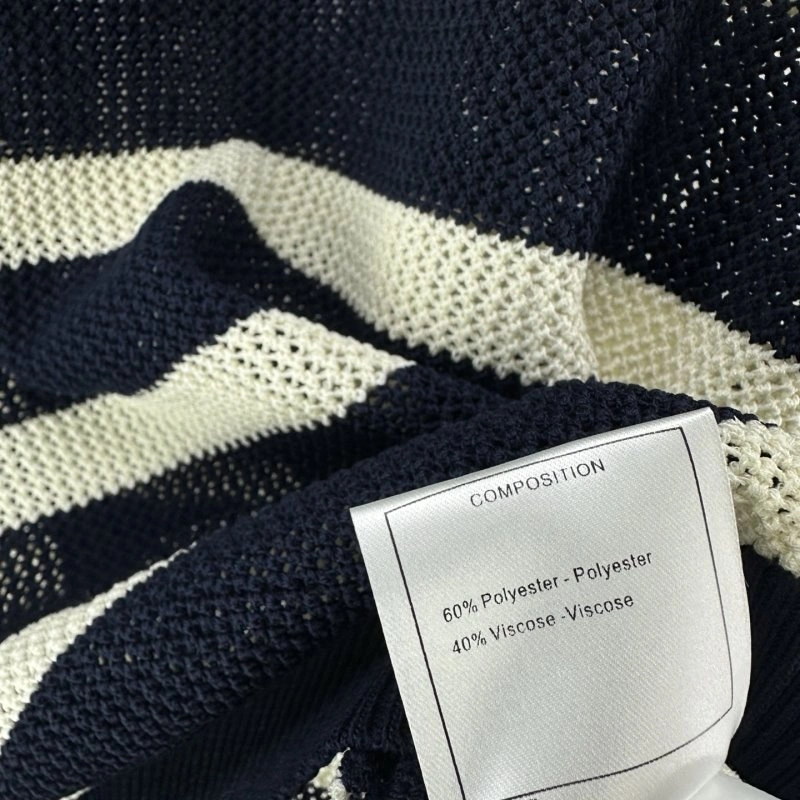 COMPOSITION
60% Polyester - Polyester
40% Viscose -Viscose